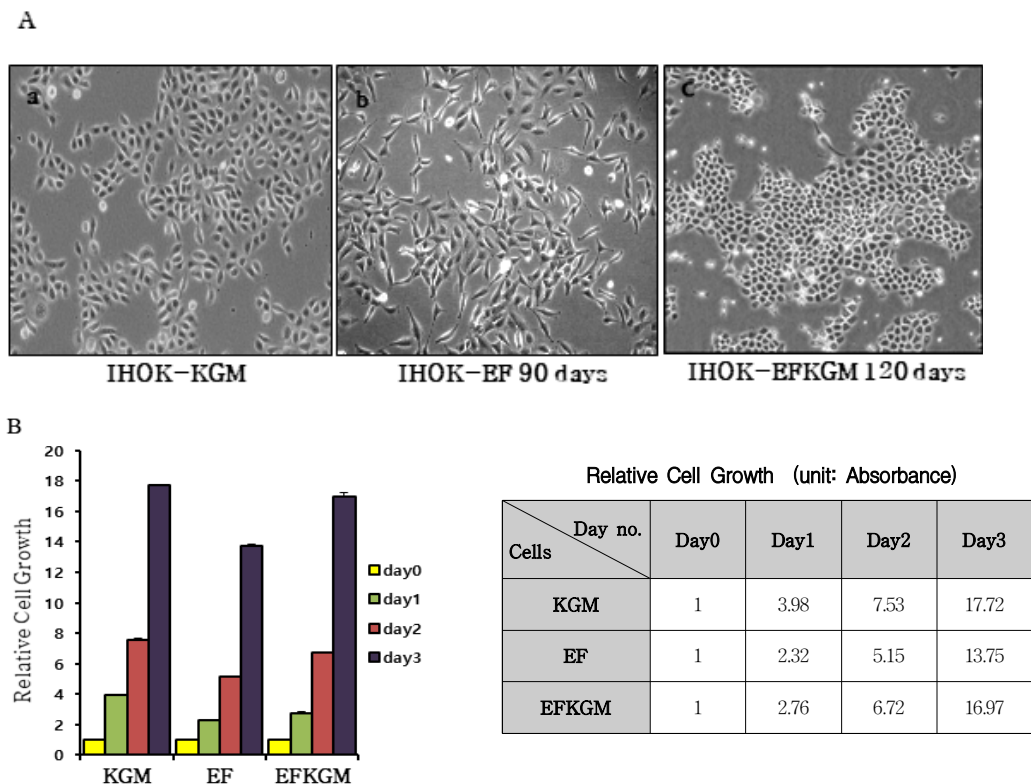 A
a
b
c
IHOK-KGM
IHOK-EF 90 days
IHOK-EFKGM 120 days
B
Relative Cell Growth
20
18
16
14
12
10
8
6
4
2
0
KGM EF EFKGM
day0
day1
day2
day3
Relative Cell Growth (unit: Absorbance)
Day no.
Cells
Day0 Day1 Day2 Day3
KGM 1 3.98 7.53 17.72
EF 1 2.32 5.15 13.75
EFKGM 1 2.76 6.72 16.97